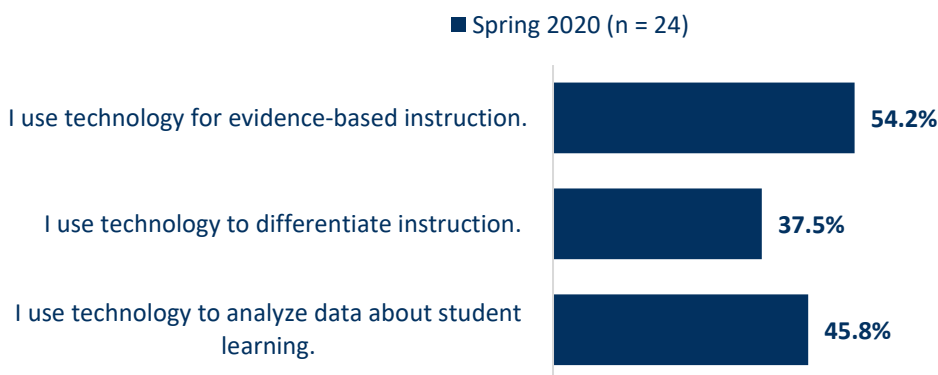 Spring 2020 (n = 24)
I use technology for evidence-based instruction.
54.2%
I use technology to differentiate instruction.
37.5%
I use technology to analyze data about student
learning.
45.8%